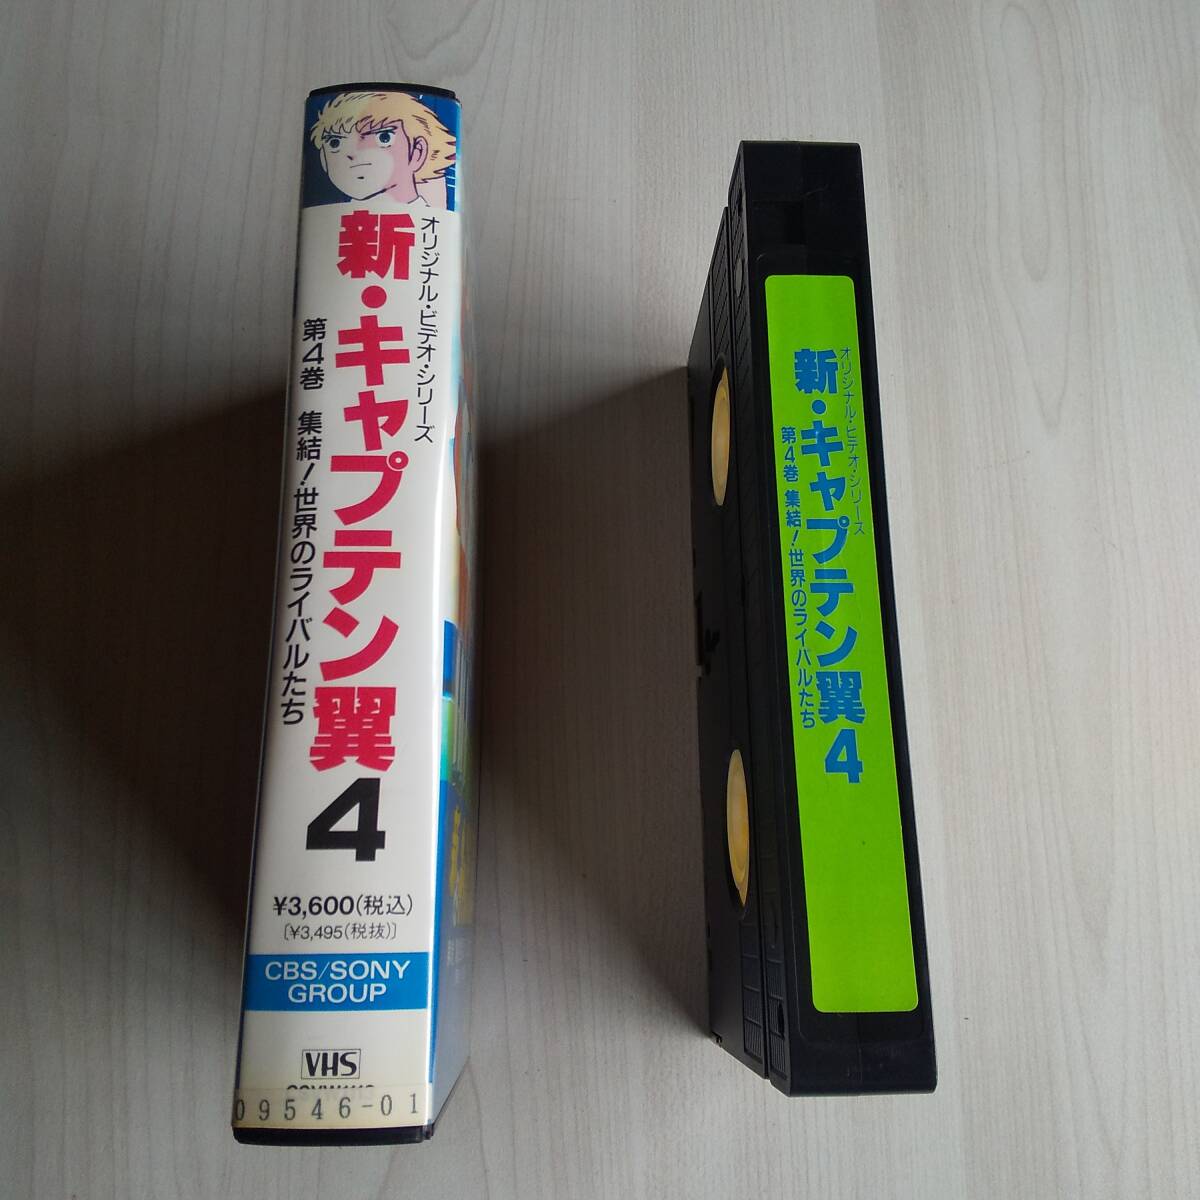 オリジナル・ビデオ・シリーズ
新・キャプテン翼4
第4巻 集結!世界のライバルたち
¥3,600(税込)
[¥3,495(税抜)]
CBS/SONY
GROUP
VHS
09546-01
オリジナル・ビデオ・シリーズ
新・キャプテン翼4
第4巻 集結!世界のライバルたち